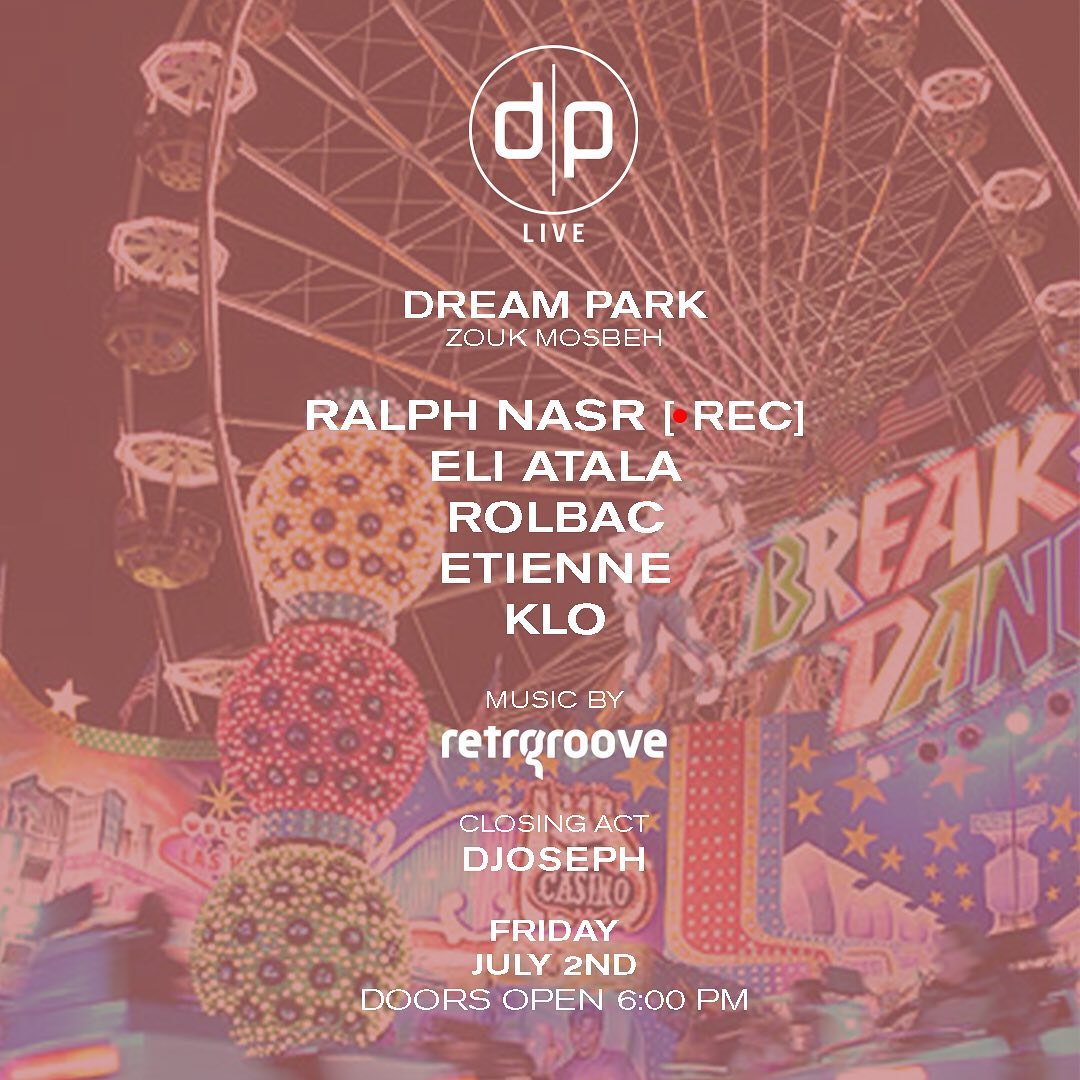 d|p
LIVE
DREAM PARK
ZOUK MOSBEH
RALPH NASR [•REC]
ELI ATALA
ROLBAC
ETIENNE
KLO
BREAK
DANC
MUSIC BY
retrgroove
CLOSING ACT
DJOSEPH
CASINO
FRIDAY
JULY 2ND
DOORS OPEN 6:00 PM